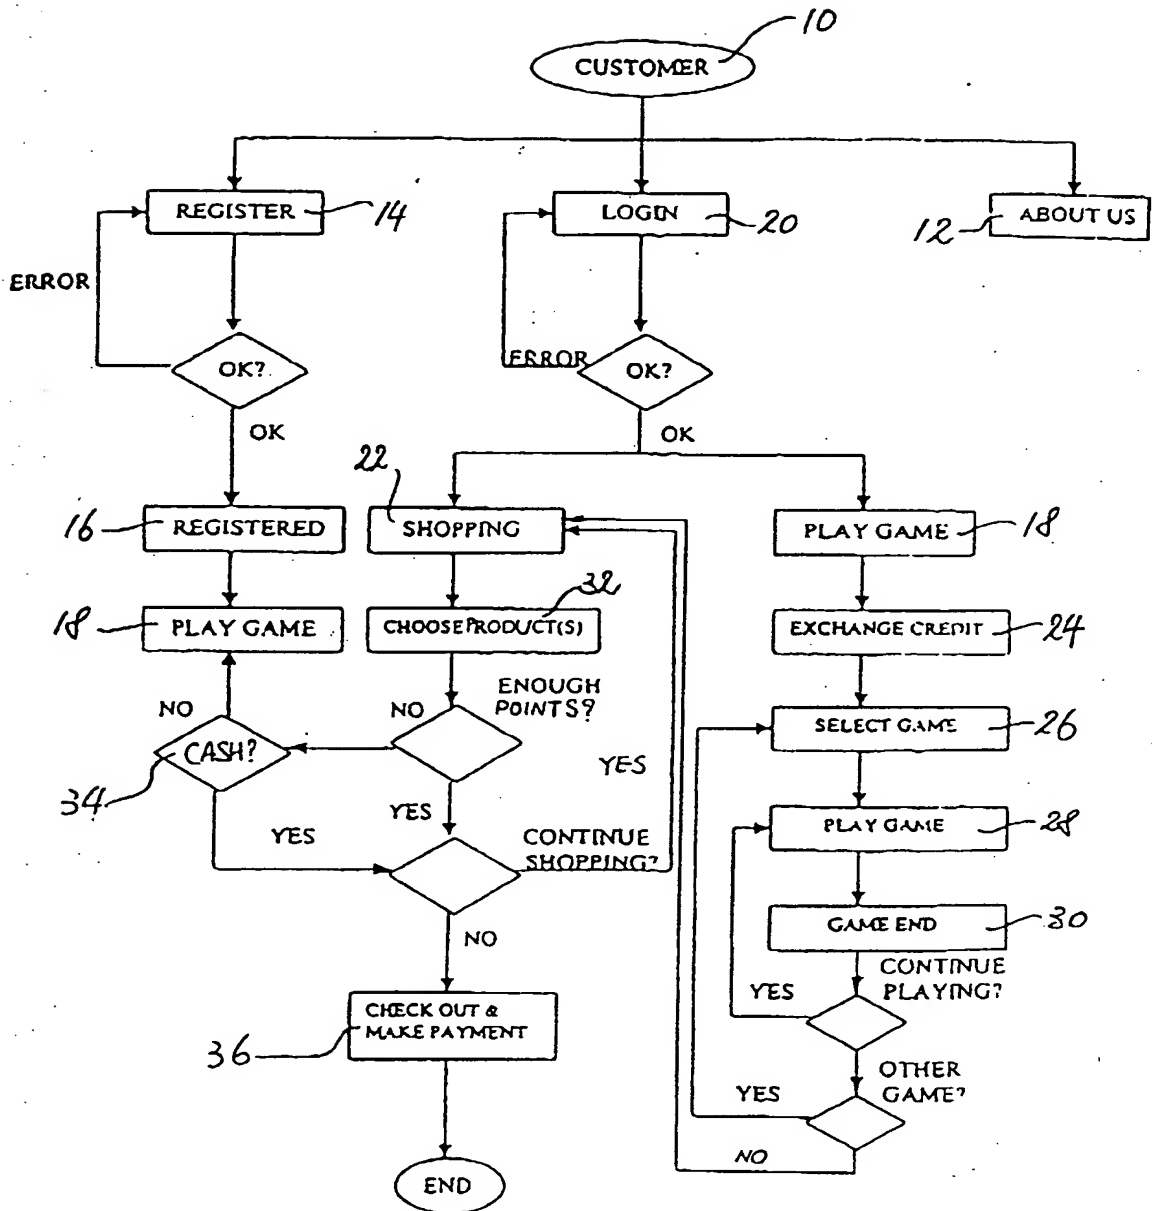 10
CUSTOMER
REGISTER
14
LOGIN
20
12
ABOUT US
ERROR
OK?
ERROR
OK?
OK
OK
22
16
REGISTERED
SHOPPING
PLAY GAME
18
32
18
PLAY GAME
CHOOSE PRODUCT(S)
EXCHANGE CREDIT
24
NO
NO
ENOUGH
POINTS?
SELECT GAME
26
CASH?
34
YES
YES
YES
CONTINUE
SHOPPING?
PLAY GAME
28
NO
GAME END
30
CONTINUE
PLAYING?
YES
CHECK OUT &
MAKE PAYMENT
36
OTHER
GAME?
YES
NO
END